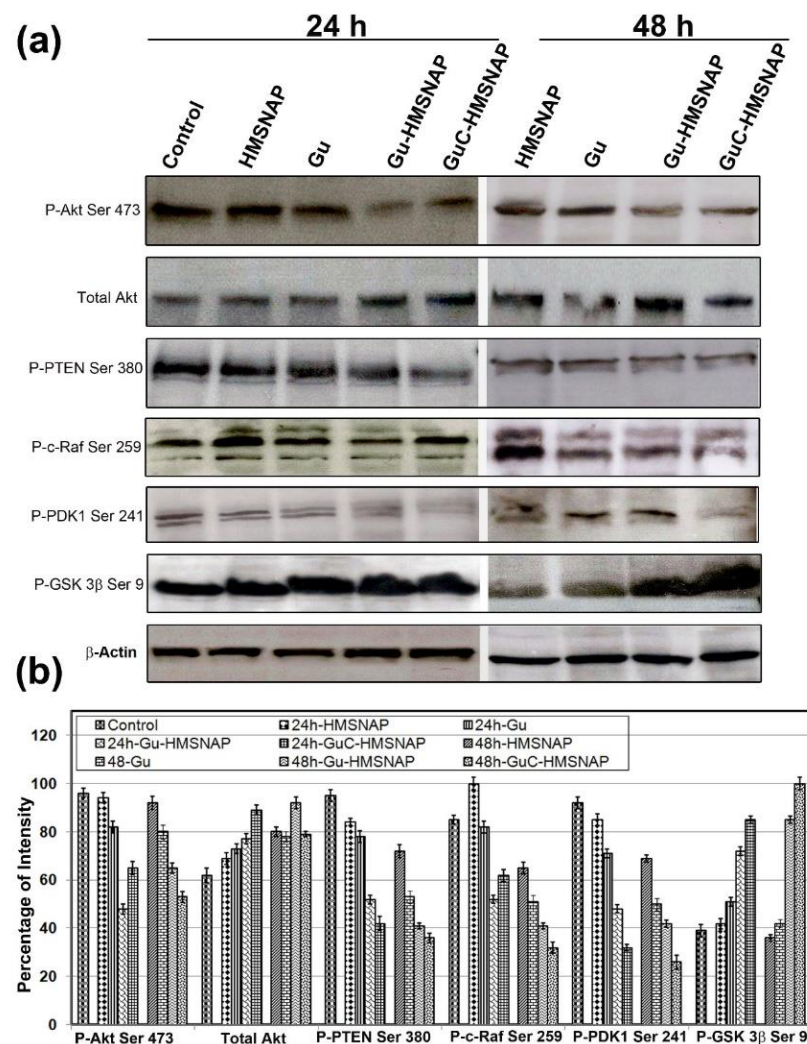 (a)
24 h
48 h
Control
HMSNAP
Gu
Gu-HMSNAP
GuC-HMSNAP
HMSNAP
Gu
Gu-HMSNAP
GuC-HMSNAP
P-Akt Ser 473
Total Akt
P-PTEN Ser 380
P-c-Raf Ser 259
P-PDK1 Ser 241
P-GSK 3β Ser 9
β-Actin
(b)
Control 24h-HMSNAP 24h-Gu
24h-Gu-HMSNAP 24h-GuC-HMSNAP 48h-HMSNAP
48-Gu 48h-Gu-HMSNAP 48h-GuC-HMSNAP
Percentage of Intensity
120
100
80
60
40
20
0
P-Akt Ser 473 Total Akt P-PTEN Ser 380 P-c-Raf Ser 259 P-PDK1 Ser 241 P-GSK 3β Ser 9